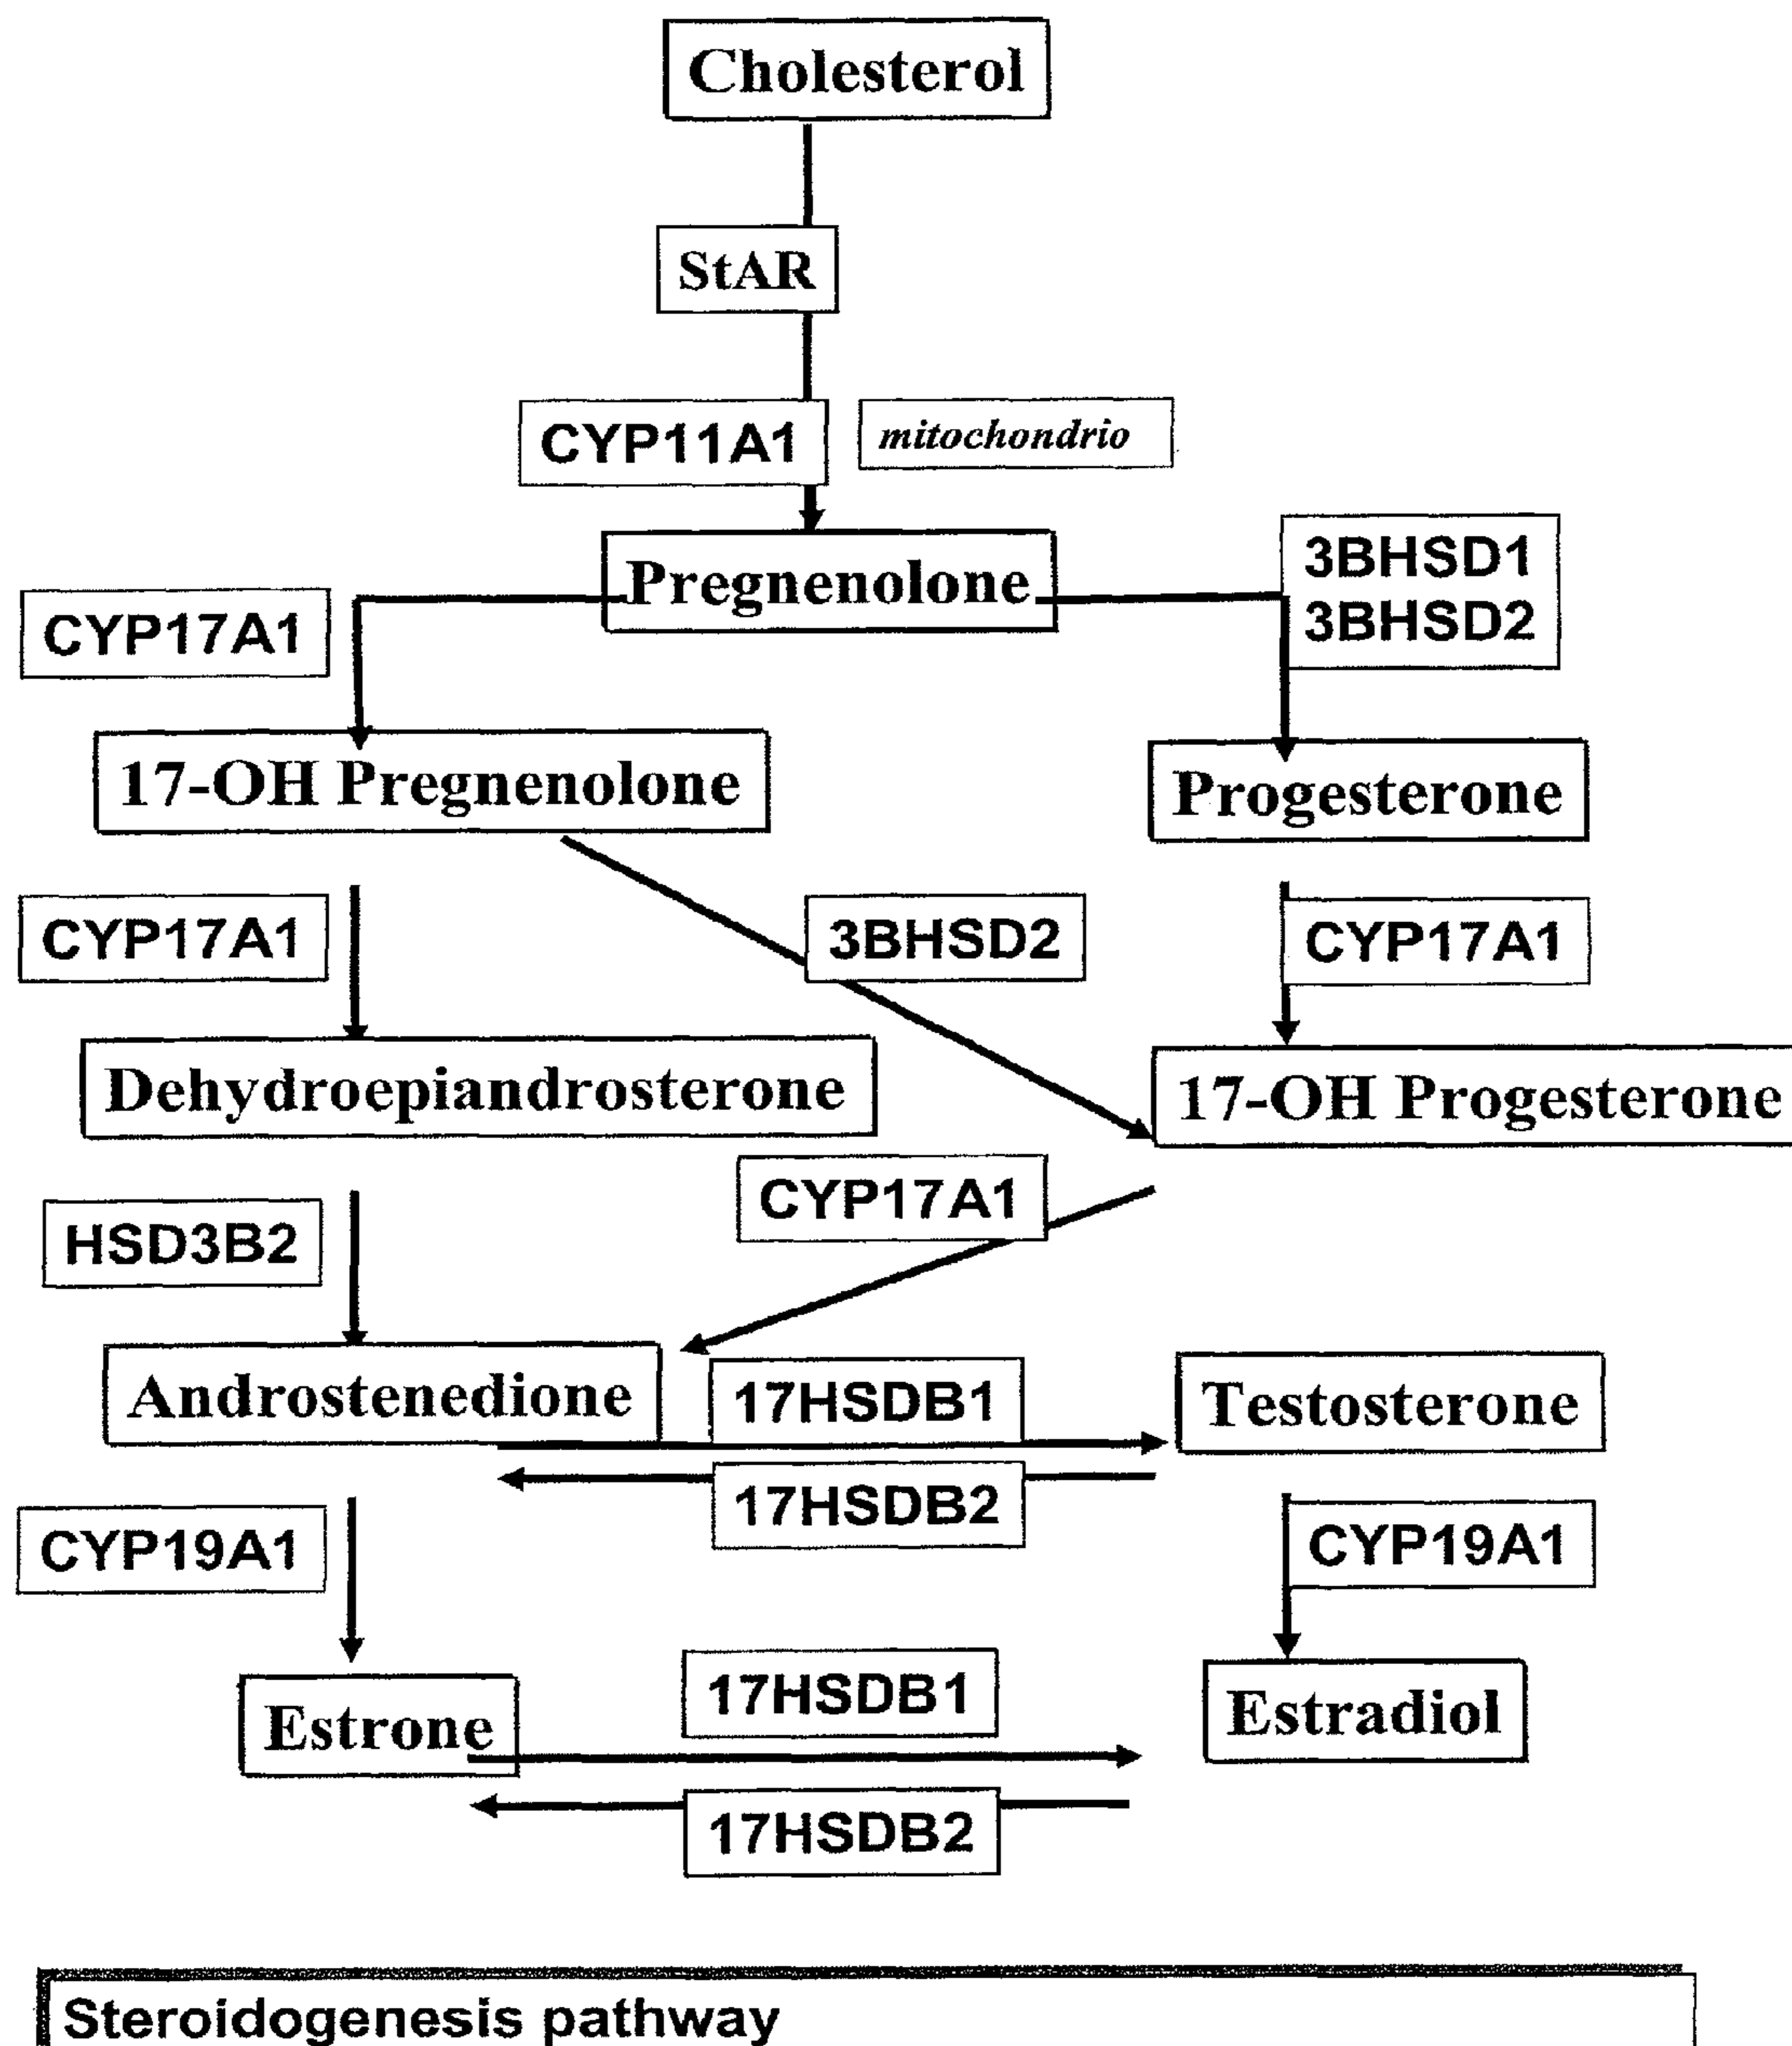 Cholesterol
StAR
CYP11A1
mitochondrio
Pregnenolone
3BHSD1
3BHSD2
CYP17A1
17-OH Pregnenolone
Progesterone
CYP17A1
3BHSD2
CYP17A1
Dehydroepiandrosterone
17-OH Progesterone
CYP17A1
HSD3B2
Androstenedione
17HSDB1
Testosterone
17HSDB2
CYP19A1
CYP19A1
17HSDB1
Estrone
Estradiol
17HSDB2
Steroidogenesis pathway